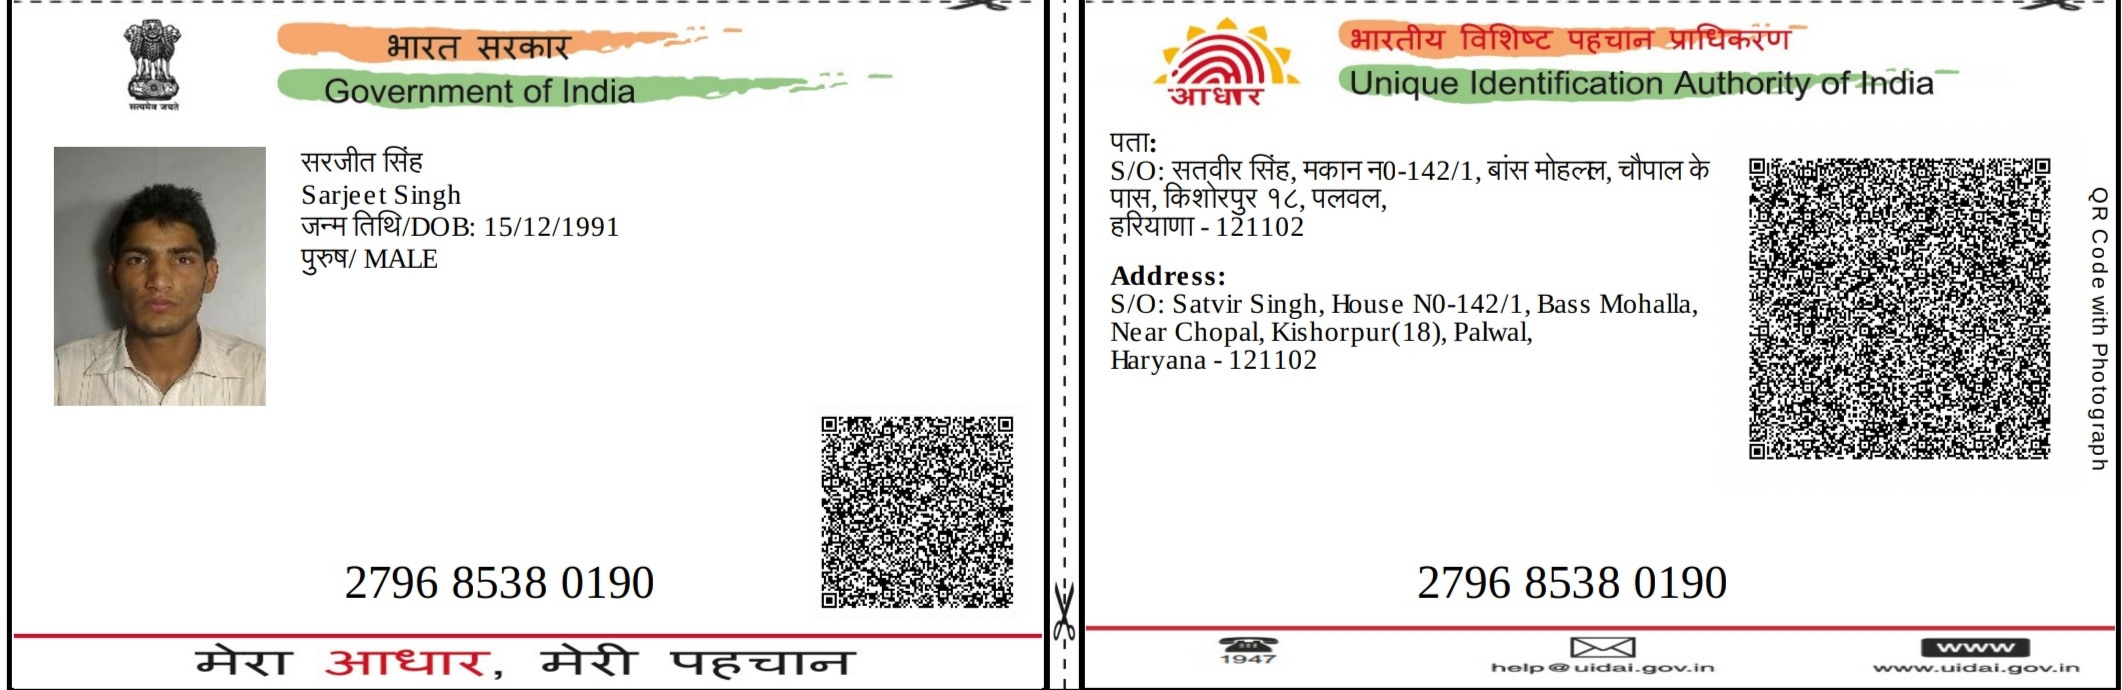 सत्यमेव जयते
भारत सरकार
Government of India
सरजीत सिंह
Sarjeet Singh
जन्म तिथि/DOB: 15/12/1991
पुरुष/ MALE
2796 8538 0190
मेरा आधार, मेरी पहचान
आधार
भारतीय विशिष्ट पहचान प्राधिकरण
Unique Identification Authority of India
पता:
S/O: सतवीर सिंह, मकान न0-142/1, बांस मोहल्ल, चौपाल के
पास, किशोरपुर १८, पलवल,
हरियाणा - 121102
Address:
S/O: Satvir Singh, House N0-142/1, Bass Mohalla,
Near Chopal, Kishorpur(18), Palwal,
Haryana - 121102
QR Code with Photograph
2796 8538 0190
1947
help@uidai.gov.in
www
www.uidai.gov.in